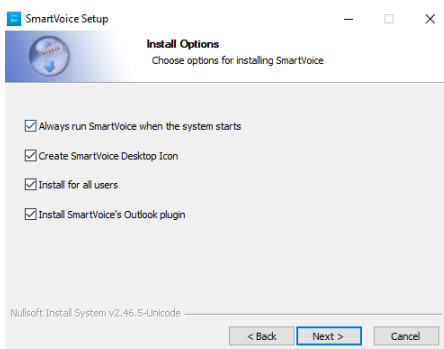 SmartVoice Setup
Install Options
Choose options for installing SmartVoice
Always run SmartVoice when the system starts
Create SmartVoice Desktop Icon
Install for all users
Install SmartVoice's Outlook plugin
Nullsoft Install System v2.46.5-Unicode
< Back Next > Cancel